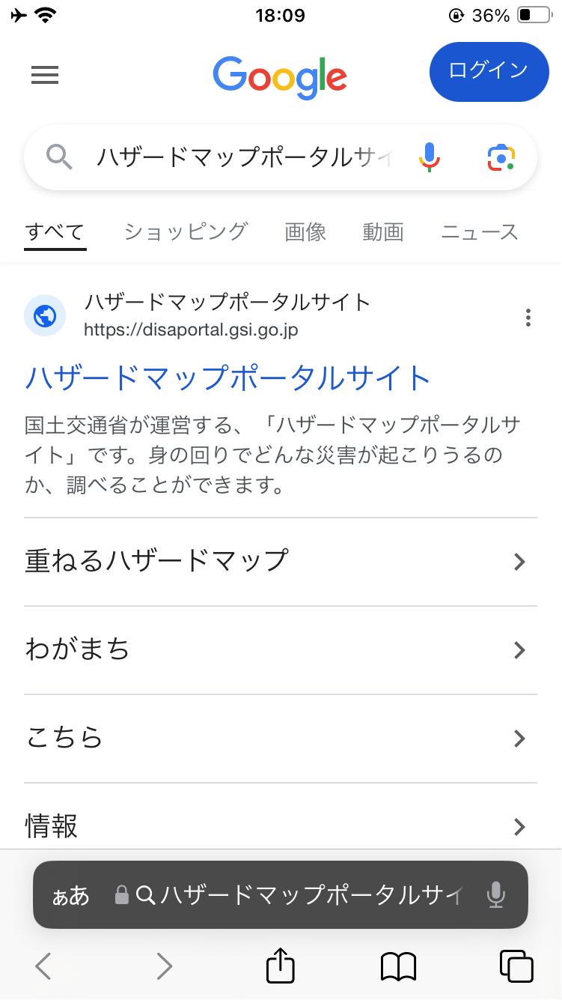 18:09
36%
Google
ログイン
ハザードマップポータルサイ
すべて
ショッピング
画像
動画
ニュース
ハザードマップポータルサイト
https://disaportal.gsi.go.jp
ハザードマップポータルサイト
国土交通省が運営する、「ハザードマップポータルサ
イト」です。身の回りでどんな災害が起こりうるの
か、調べることができます。
重ねるハザードマップ
わがまち
こちら
情報
ぁあ
ハザードマップポータルサイ